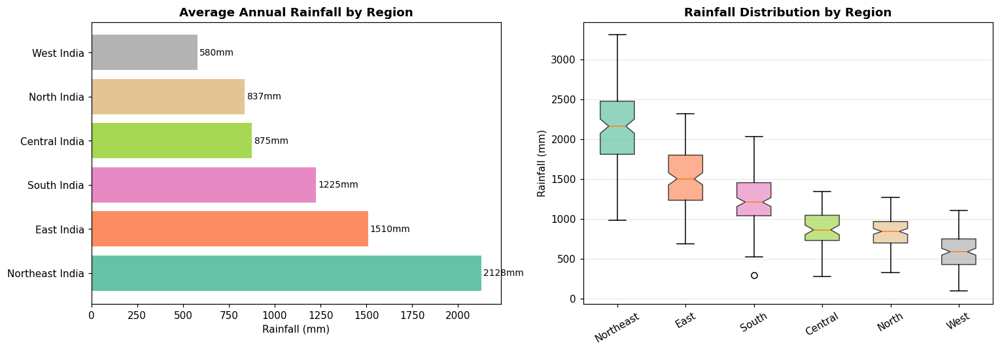 Average Annual Rainfall by Region
West India
580mm
North India
837mm
Central India
875mm
South India
1225mm
East India
1510mm
Northeast India
2128mm
0 250 500 750 1000 1250 1500 1750 2000
Rainfall (mm)
Rainfall Distribution by Region
Rainfall (mm)
3000
2500
2000
1500
1000
500
0
Northeast East South Central North West